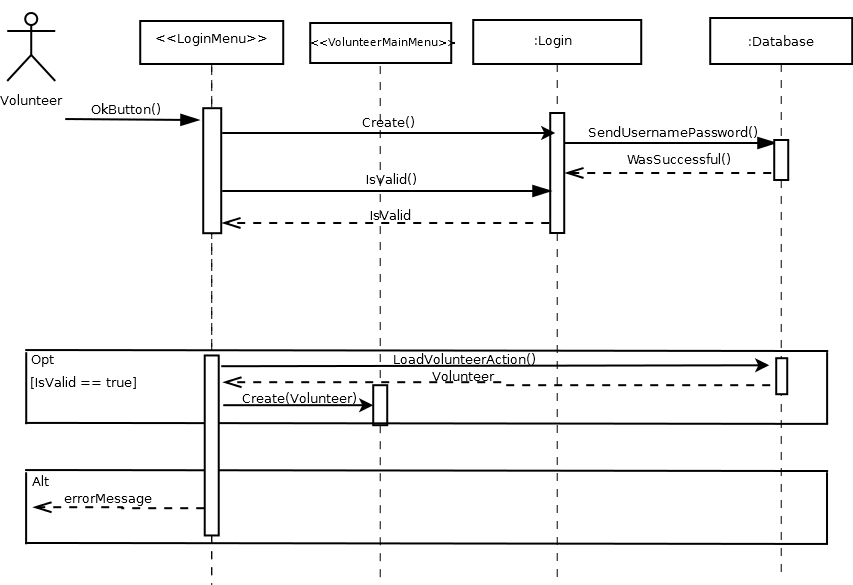 <<LoginMenu>>
<<VolunteerMainMenu>>
:Login
:Database
Volunteer
OkButton()
Create()
SendUsernamePassword()
WasSuccessful()
IsValid()
IsValid
Opt
LoadVolunteerAction()
[IsValid == true]
Volunteer
Create(Volunteer)
Alt
errorMessage